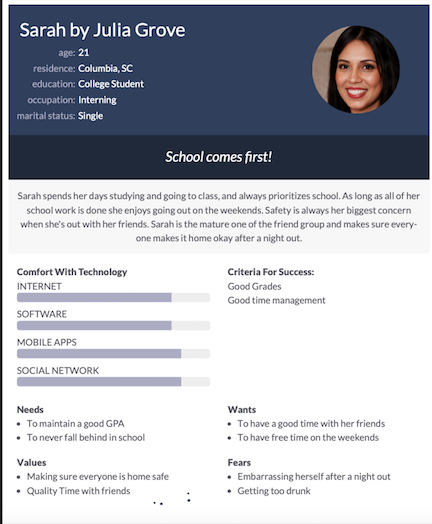 Sarah by Julia Grove
age: 21
residence: Columbia, SC
education: College Student
occupation: Interning
marital status: Single
School comes first!
Sarah spends her days studying and going to class, and always prioritizes school. As long as all of her
school work is done she enjoys going out on the weekends. Safety is always her biggest concern
when she's out with her friends. Sarah is the mature one of the friend group and makes sure every-
one makes it home okay after a night out.
Comfort With Technology
INTERNET
SOFTWARE
MOBILE APPS
SOCIAL NETWORK
Criteria For Success:
Good Grades
Good time management
Needs
• To maintain a good GPA
• To never fall behind in school
Wants
• To have a good time with her friends
• To have free time on the weekends
Values
• Making sure everyone is home safe
• Quality Time with friends
Fears
• Embarrassing herself after a night out
• Getting too drunk